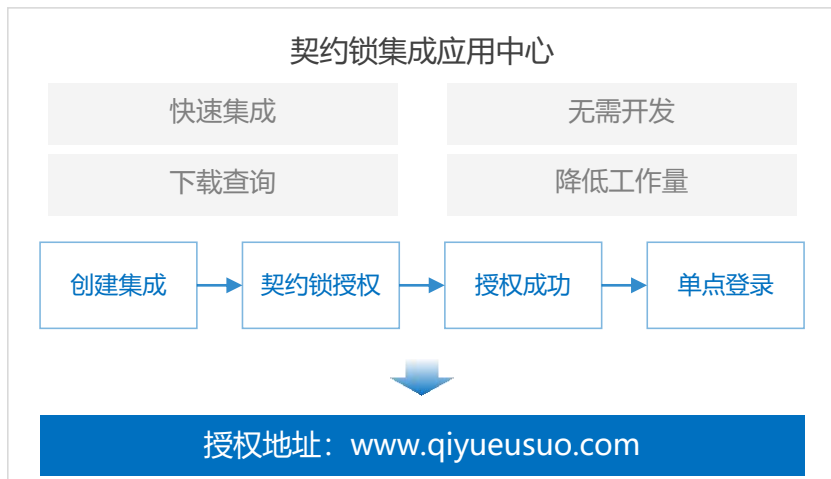 契约锁集成应用中心
快速集成
无需开发
下载查询
降低工作量
创建集成
契约锁授权
授权成功
单点登录
授权地址：www.qiyueusuo.com